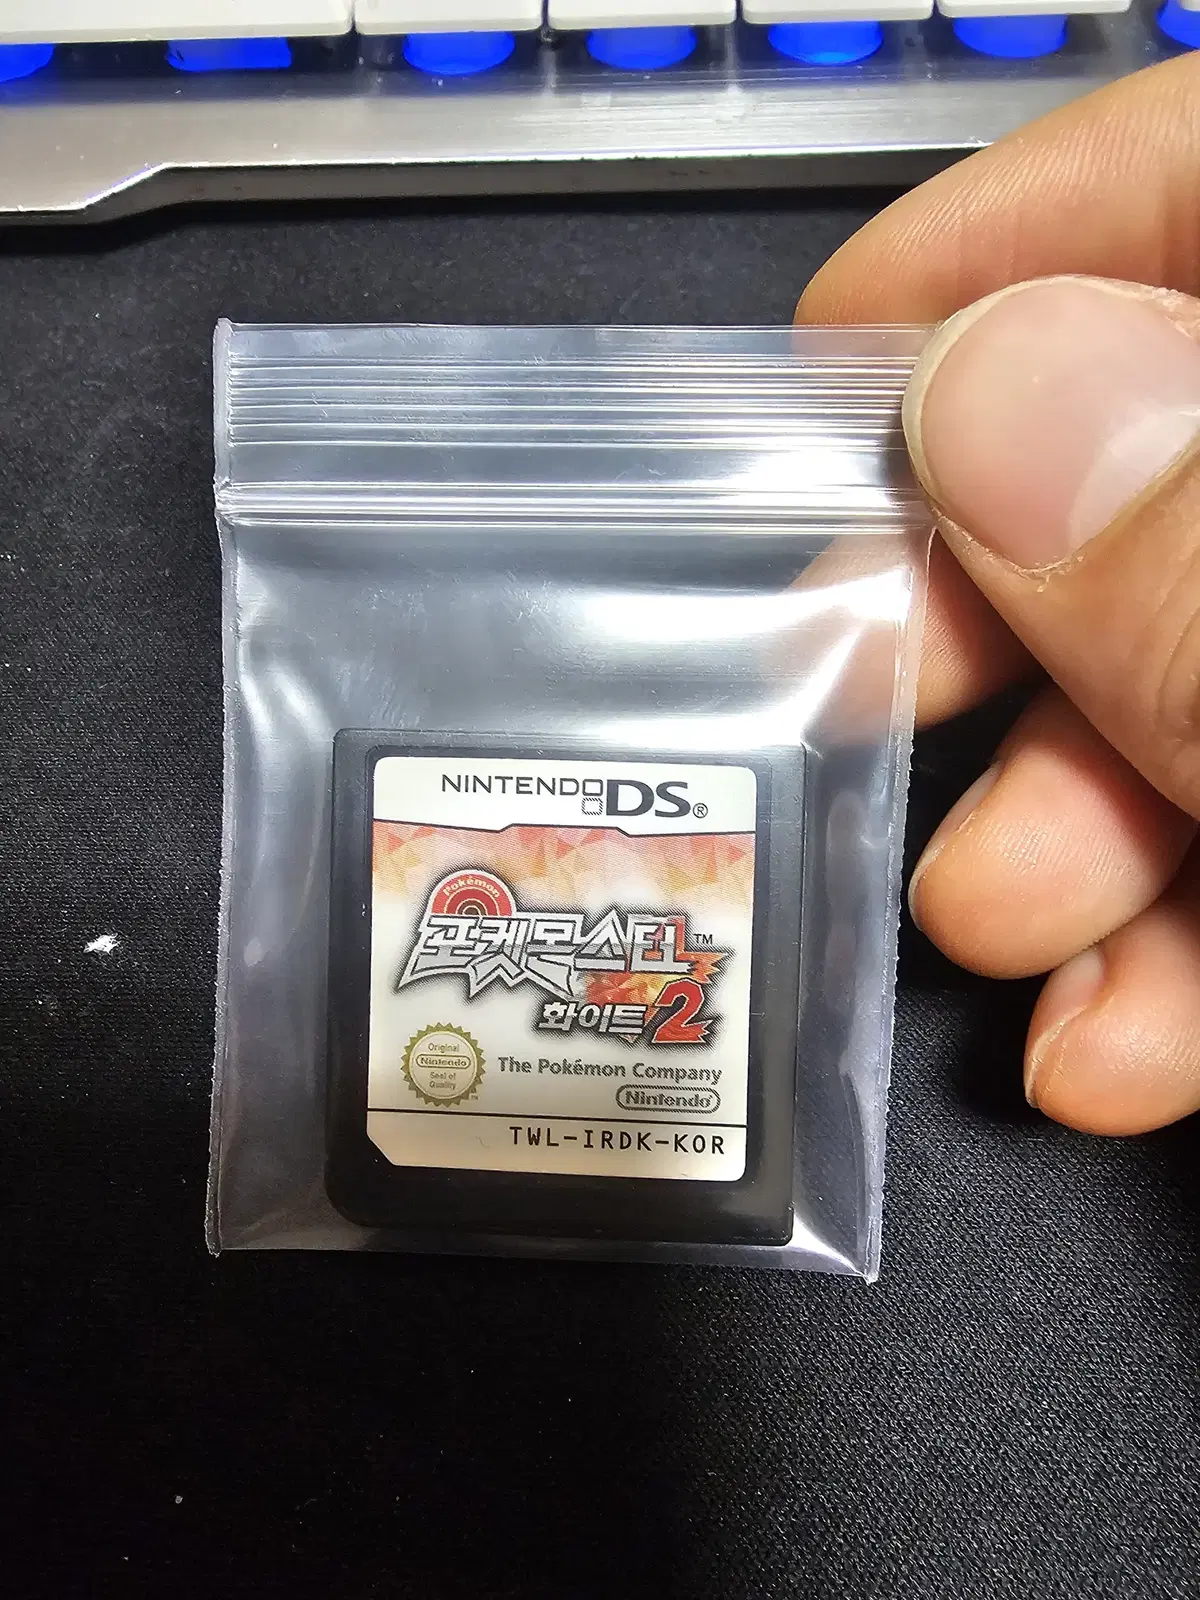 NINTENDO DS®
Pokémon
포켓몬스터™
화이트2
Original
Nintendo
Seal of
Quality
The Pokémon Company
Nintendo®
TWL-IRDK-KOR